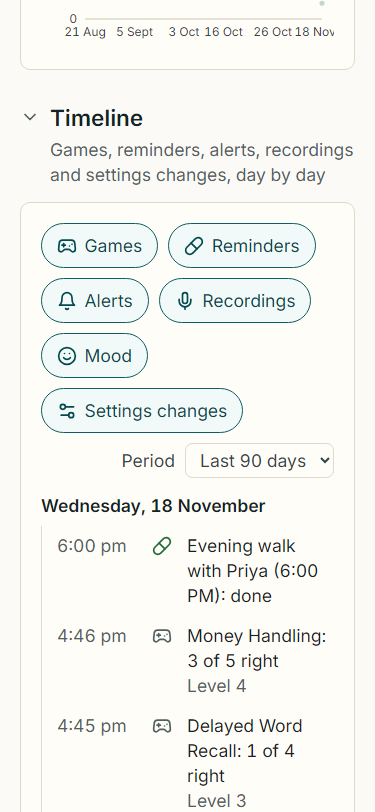 0
21 Aug 5 Sept 3 Oct 16 Oct 26 Oct 18 Nov
Timeline
Games, reminders, alerts, recordings
and settings changes, day by day
Games Reminders
Alerts Recordings
Mood
Settings changes
Period Last 90 days
Wednesday, 18 November
6:00 pm Evening walk
with Priya (6:00
PM): done
4:46 pm Money Handling:
3 of 5 right
Level 4
4:45 pm Delayed Word
Recall: 1 of 4
right
Level 3